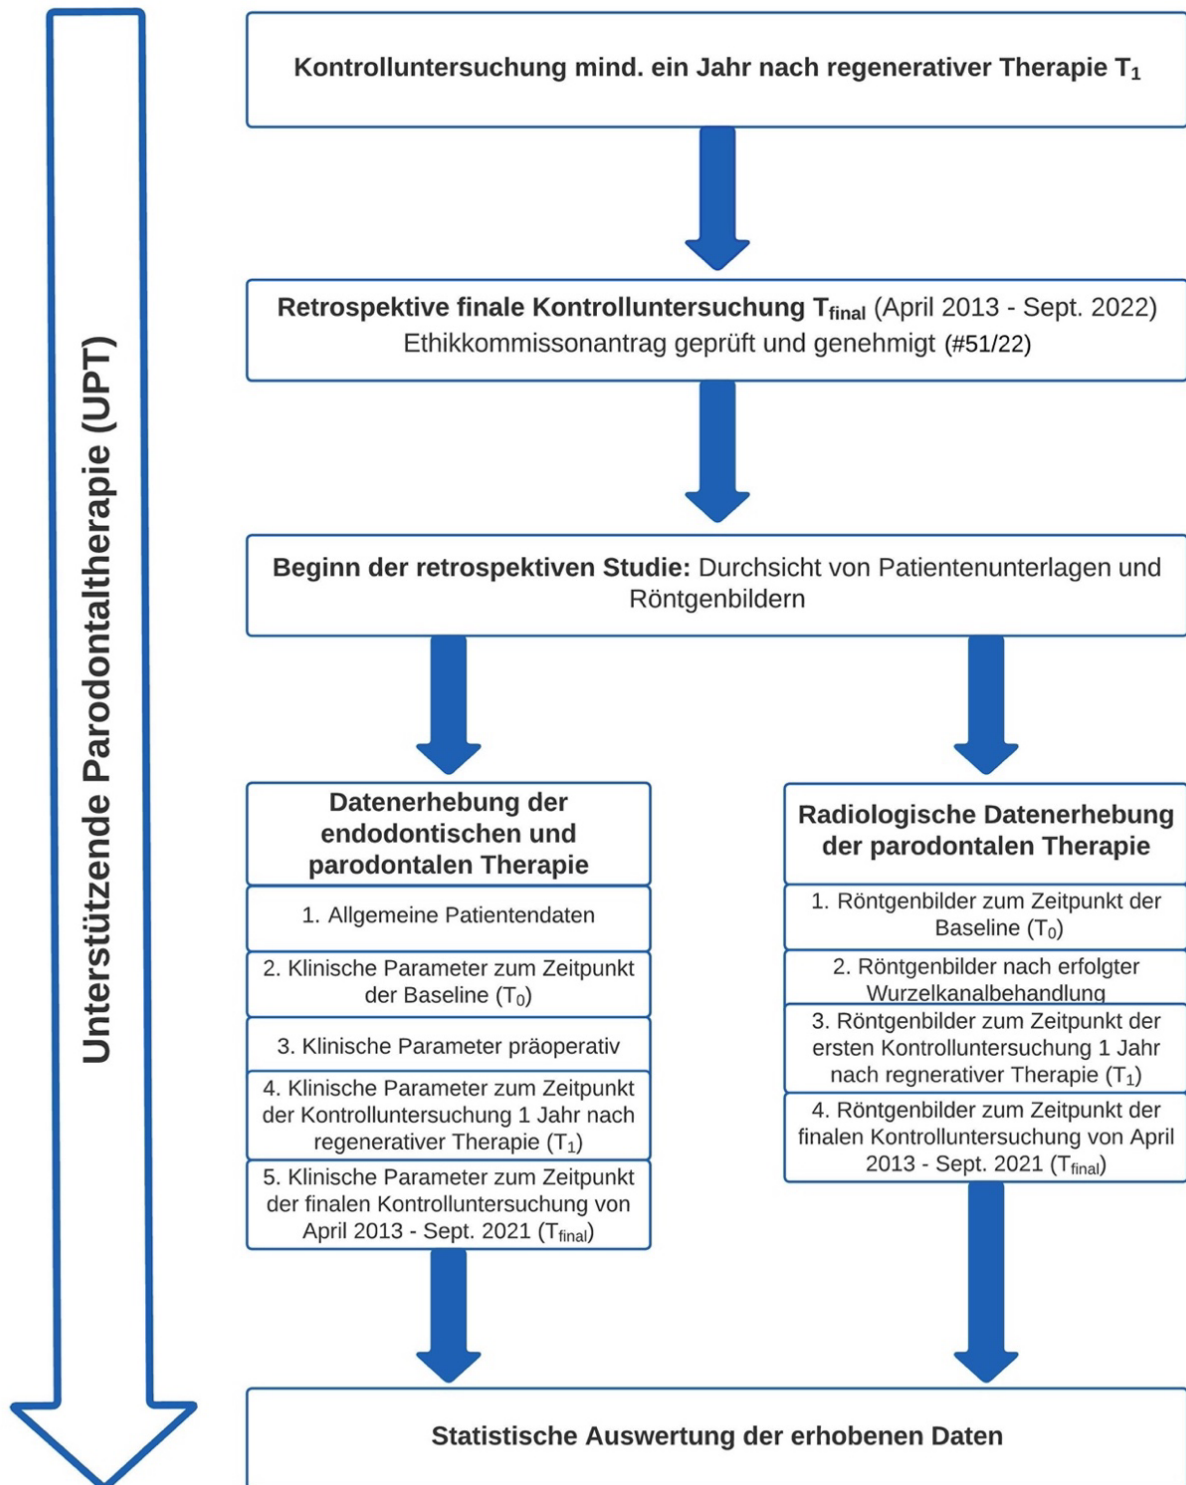 Unterstützende Parodontaltherapie (UPT)
Kontrolluntersuchung mind. ein Jahr nach regenerativer Therapie T₁
Retrospektive finale Kontrolluntersuchung T_final (April 2013 - Sept. 2022)
Ethikkommissonantrag geprüft und genehmigt (#51/22)
Beginn der retrospektiven Studie: Durchsicht von Patientenunterlagen und
Röntgenbildern
Datenerhebung der
endodontischen und
parodontalen Therapie
1. Allgemeine Patientendaten
2. Klinische Parameter zum Zeitpunkt
der Baseline (T₀)
3. Klinische Parameter präoperativ
4. Klinische Parameter zum Zeitpunkt
der Kontrolluntersuchung 1 Jahr nach
regenerativer Therapie (T₁)
5. Klinische Parameter zum Zeitpunkt
der finalen Kontrolluntersuchung von
April 2013 - Sept. 2021 (T_final)
Radiologische Datenerhebung
der parodontalen Therapie
1. Röntgenbilder zum Zeitpunkt der
Baseline (T₀)
2. Röntgenbilder nach erfolgter
Wurzelkanalbehandlung
3. Röntgenbilder zum Zeitpunkt der
ersten Kontrolluntersuchung 1 Jahr
nach regnerativer Therapie (T₁)
4. Röntgenbilder zum Zeitpunkt der
finalen Kontrolluntersuchung von April
2013 - Sept. 2021 (T_final)
Statistische Auswertung der erhobenen Daten